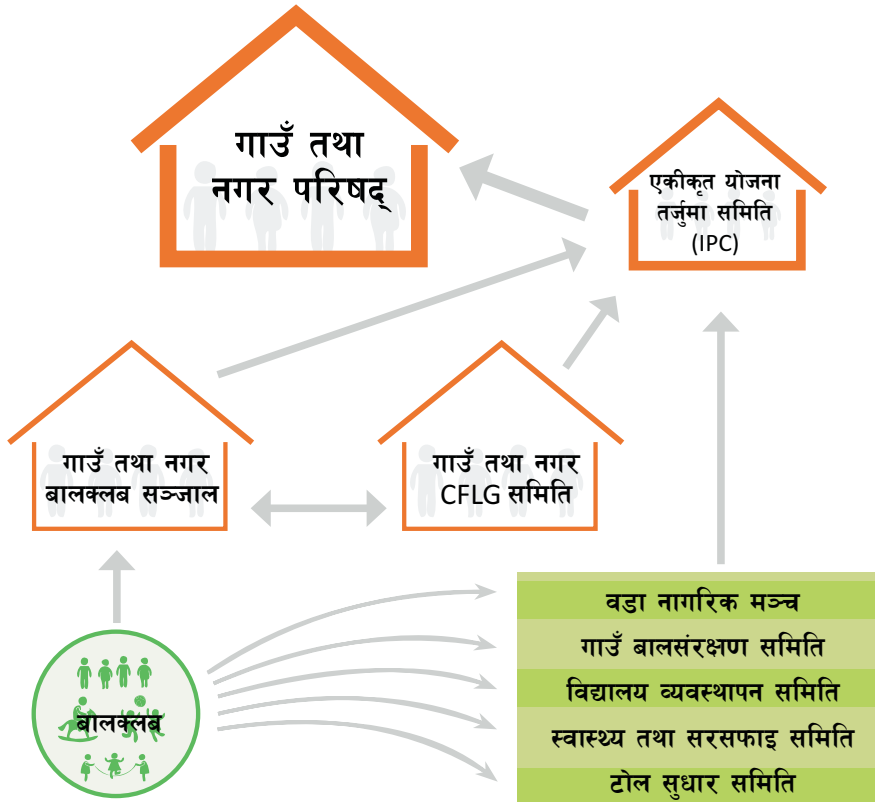 गाउँ तथा
नगर परिषद्
एकीकृत योजना
तर्जुमा समिति
(IPC)
गाउँ तथा नगर
बालक्लब सञ्जाल
गाउँ तथा नगर
CFLG समिति
बालक्लब
वडा नागरिक मञ्च
गाउँ बालसंरक्षण समिति
विद्यालय व्यवस्थापन समिति
स्वास्थ्य तथा सरसफाइ समिति
टोल सुधार समिति